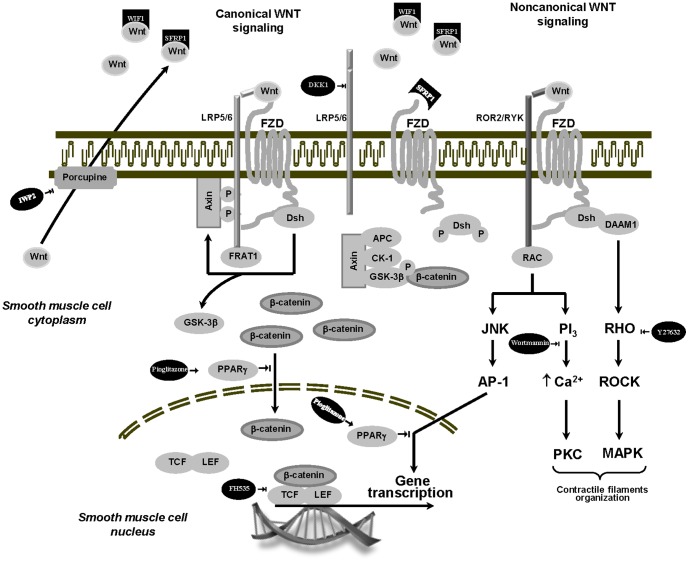 Canonical WNT
signaling
Noncanonical WNT
signaling
WIF1
Wnt
SFRP1
Wnt
Wnt
WIF1
Wnt
SFRP1
Wnt
Wnt
Wnt
DKK1
SFRP1
Wnt
LRP5/6
FZD
LRP5/6
FZD
ROR2/RYK
FZD
Porcupine
IWP2
Axin
P
P
Dsh
FRAT1
Wnt
APC
Axin
CK-1
P
GSK-3β
β-catenin
Dsh
P
P
Dsh
DAAM1
RAC
Smooth muscle cell
cytoplasm
GSK-3β
β-catenin
β-catenin
β-catenin
JNK
PI3
RHO
Y27632
Wortmannin
Pioglitazone
PPARγ
AP-1
↑ Ca2+
ROCK
Pioglitazone
PPARγ
β-catenin
PKC
MAPK
TCF
LEF
β-catenin
Gene
transcription
FH535
TCF
LEF
Contractile filaments
organization
Smooth muscle cell
nucleus